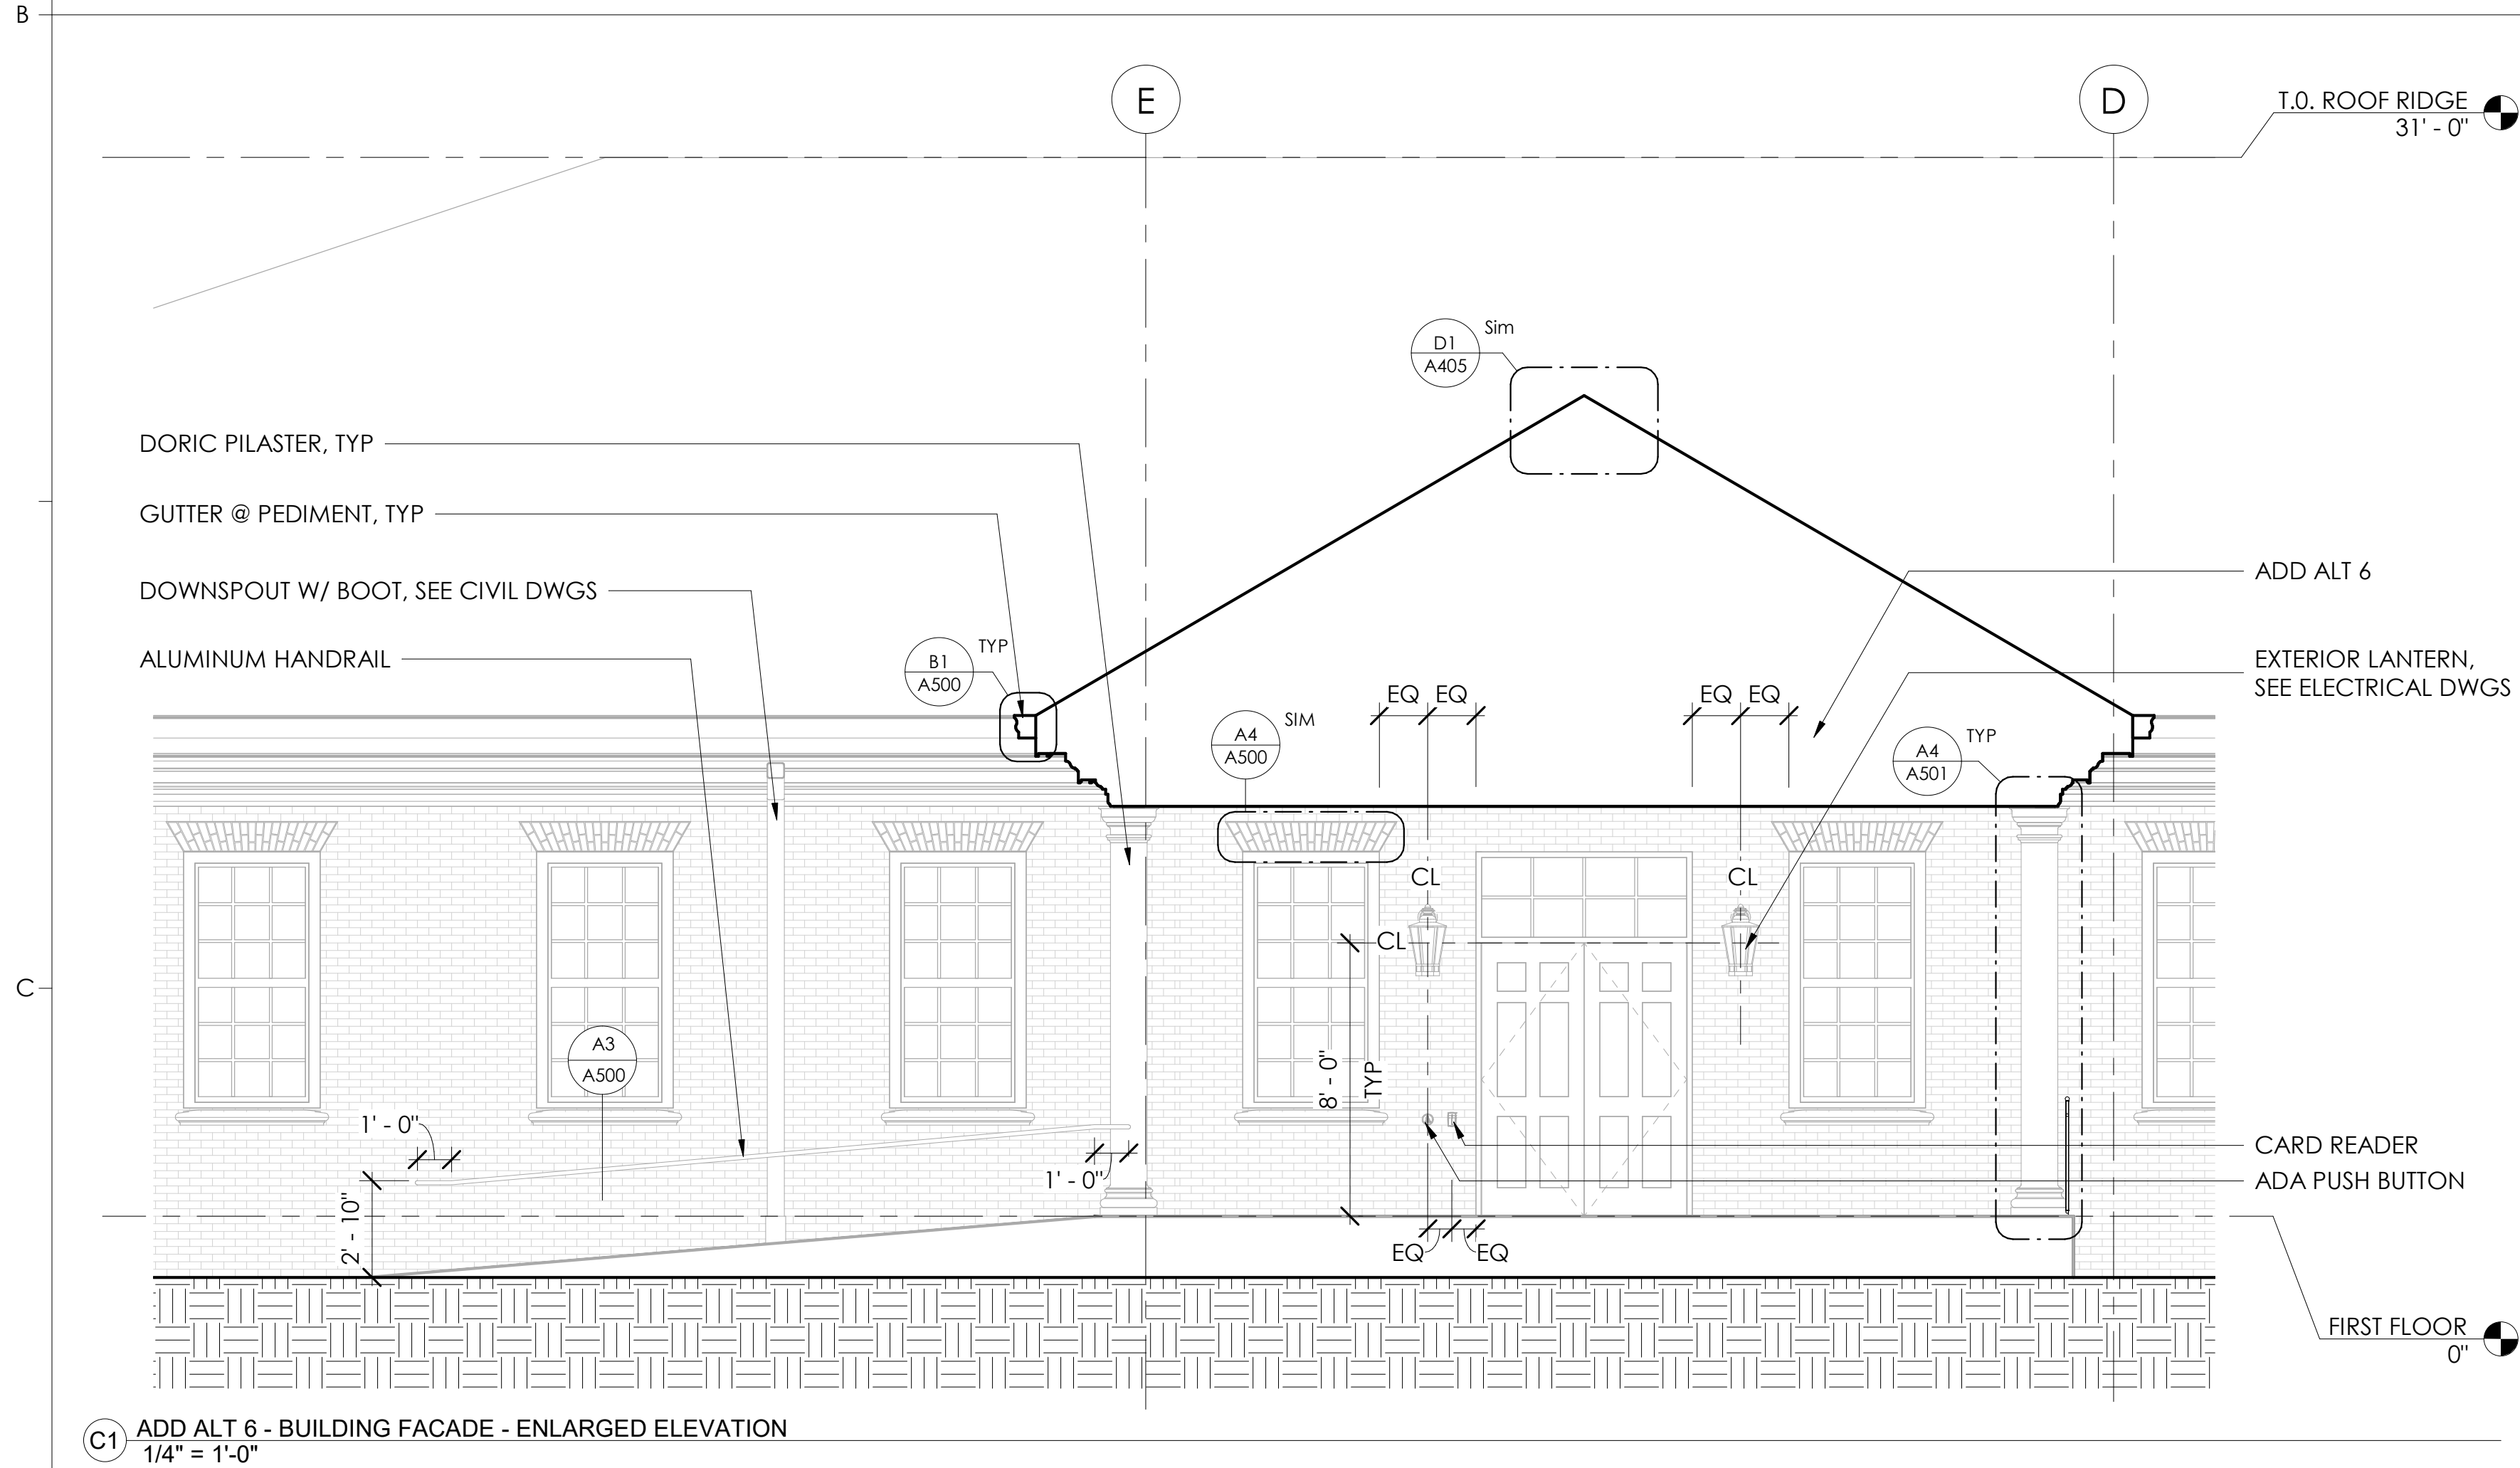 B
E
D
T.0. ROOF RIDGE
31' - 0"
D1
A405
Sim
DORIC PILASTER, TYP
GUTTER @ PEDIMENT, TYP
DOWNSPOUT W/ BOOT, SEE CIVIL DWGS
ALUMINUM HANDRAIL
ADD ALT 6
EXTERIOR LANTERN,
SEE ELECTRICAL DWGS
B1
A500
TYP
EQ EQ
EQ EQ
A4
A500
SIM
A4
A501
TYP
CL
CL
CL
C
A3
A500
8' - 0"
TYP
1' - 0"
1' - 0"
2' - 10"
CARD READER
ADA PUSH BUTTON
EQ EQ
FIRST FLOOR
0"
C1
ADD ALT 6 - BUILDING FACADE - ENLARGED ELEVATION
1/4" = 1'-0"